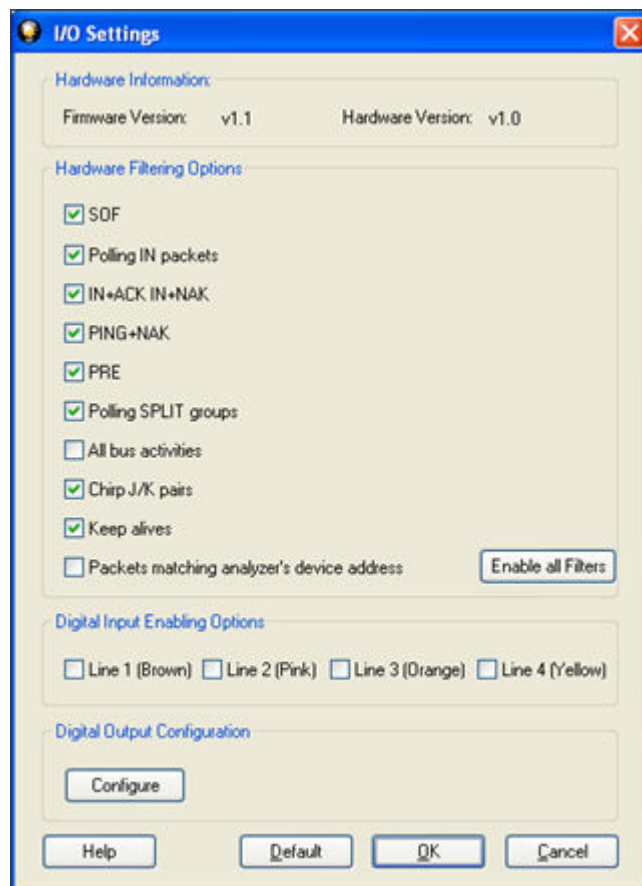 I/O Settings
Hardware Information:
Firmware Version: v1.1 Hardware Version: v1.0
Hardware Filtering Options
SOF
Polling IN packets
IN+ACK IN+NAK
PING+NAK
PRE
Polling SPLIT groups
All bus activities
Chirp J/K pairs
Keep alives
Packets matching analyzer's device address Enable all Filters
Digital Input Enabling Options
Line 1 (Brown) Line 2 (Pink) Line 3 (Orange) Line 4 (Yellow)
Digital Output Configuration
Configure
Help Default OK Cancel